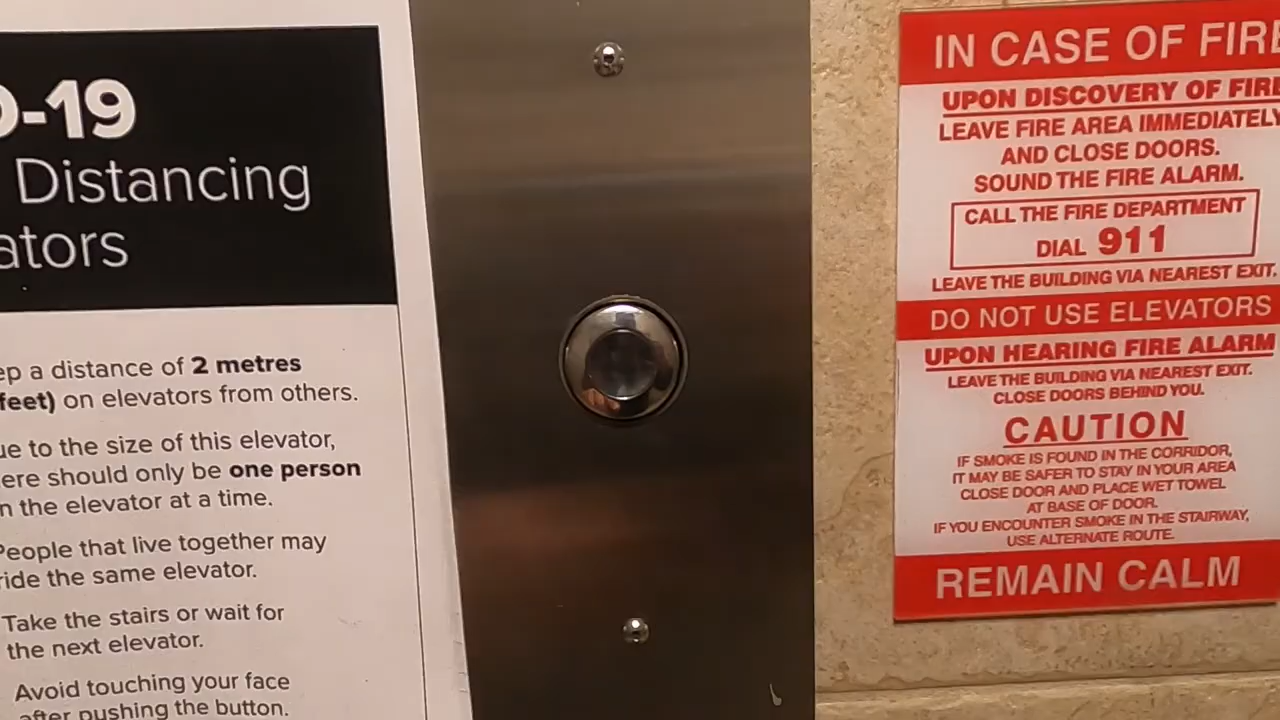 -19
Distancing
a distance of 2 metres
feet) on elevators from others.
to the size of this elevator,
should only be one person
the elevator at a time.
People that live together may
ride the same elevator.
Take the stairs or wait for
the next elevator.
Avoid touching your face
after pushing the button.
IN CASE OF FIRE
UPON DISCOVERY OF FIRE
LEAVE FIRE AREA IMMEDIATELY
AND CLOSE DOORS.
SOUND THE FIRE ALARM.
CALL THE FIRE DEPARTMENT
DIAL 911
LEAVE THE BUILDING VIA NEAREST EXIT.
DO NOT USE ELEVATORS
UPON HEARING FIRE ALARM
LEAVE THE BUILDING VIA NEAREST EXIT.
CLOSE DOORS BEHIND YOU.
CAUTION
IF SMOKE IS FOUND IN THE CORRIDOR,
IT MAY BE SAFER TO STAY IN YOUR AREA
CLOSE DOOR AND PLACE WET TOWEL
AT BASE OF DOOR.
IF YOU ENCOUNTER SMOKE IN THE STAIRWAY,
USE ALTERNATE ROUTE.
REMAIN CALM